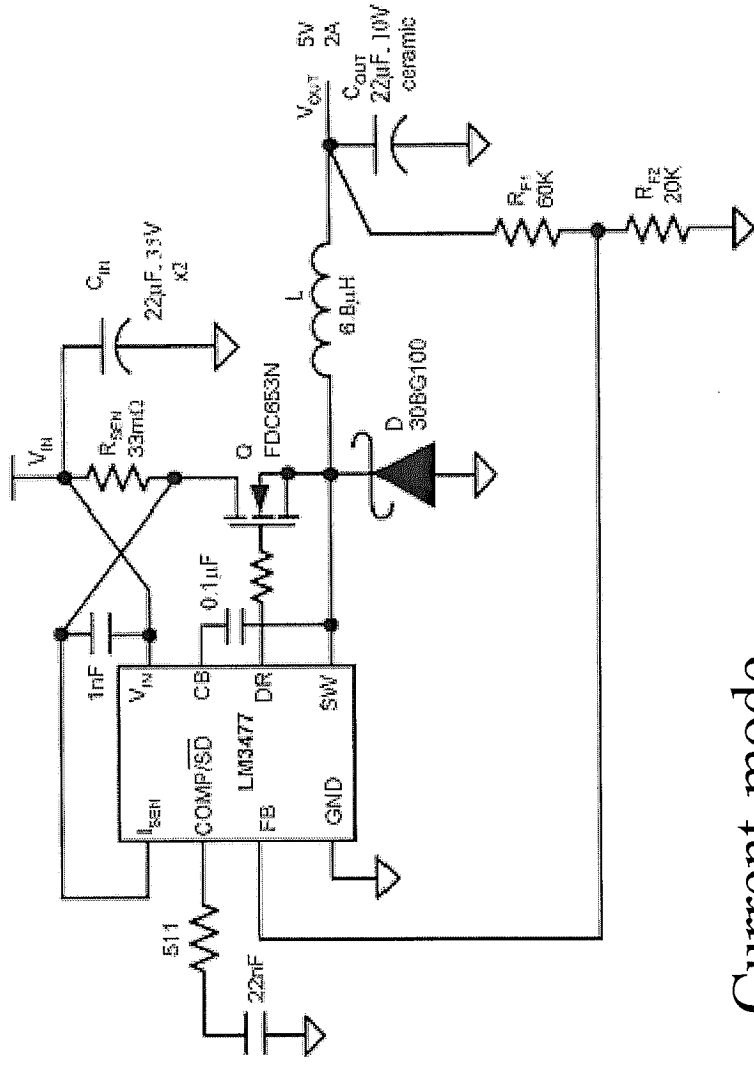 V_IN
C_IN
22µF, 35V
x2
R_SEN
33mΩ
1nF
I_SEN
V_IN
COMP/SD
CB
0.1µF
LM3477
FB
DR
GND
SW
511
22nF
Q
FDC653N
L
6.8µH
V_OUT
5V
2A
C_OUT
22µF, 10V
ceramic
D
30BG100
R_F1
60K
R_F2
20K
Current mode